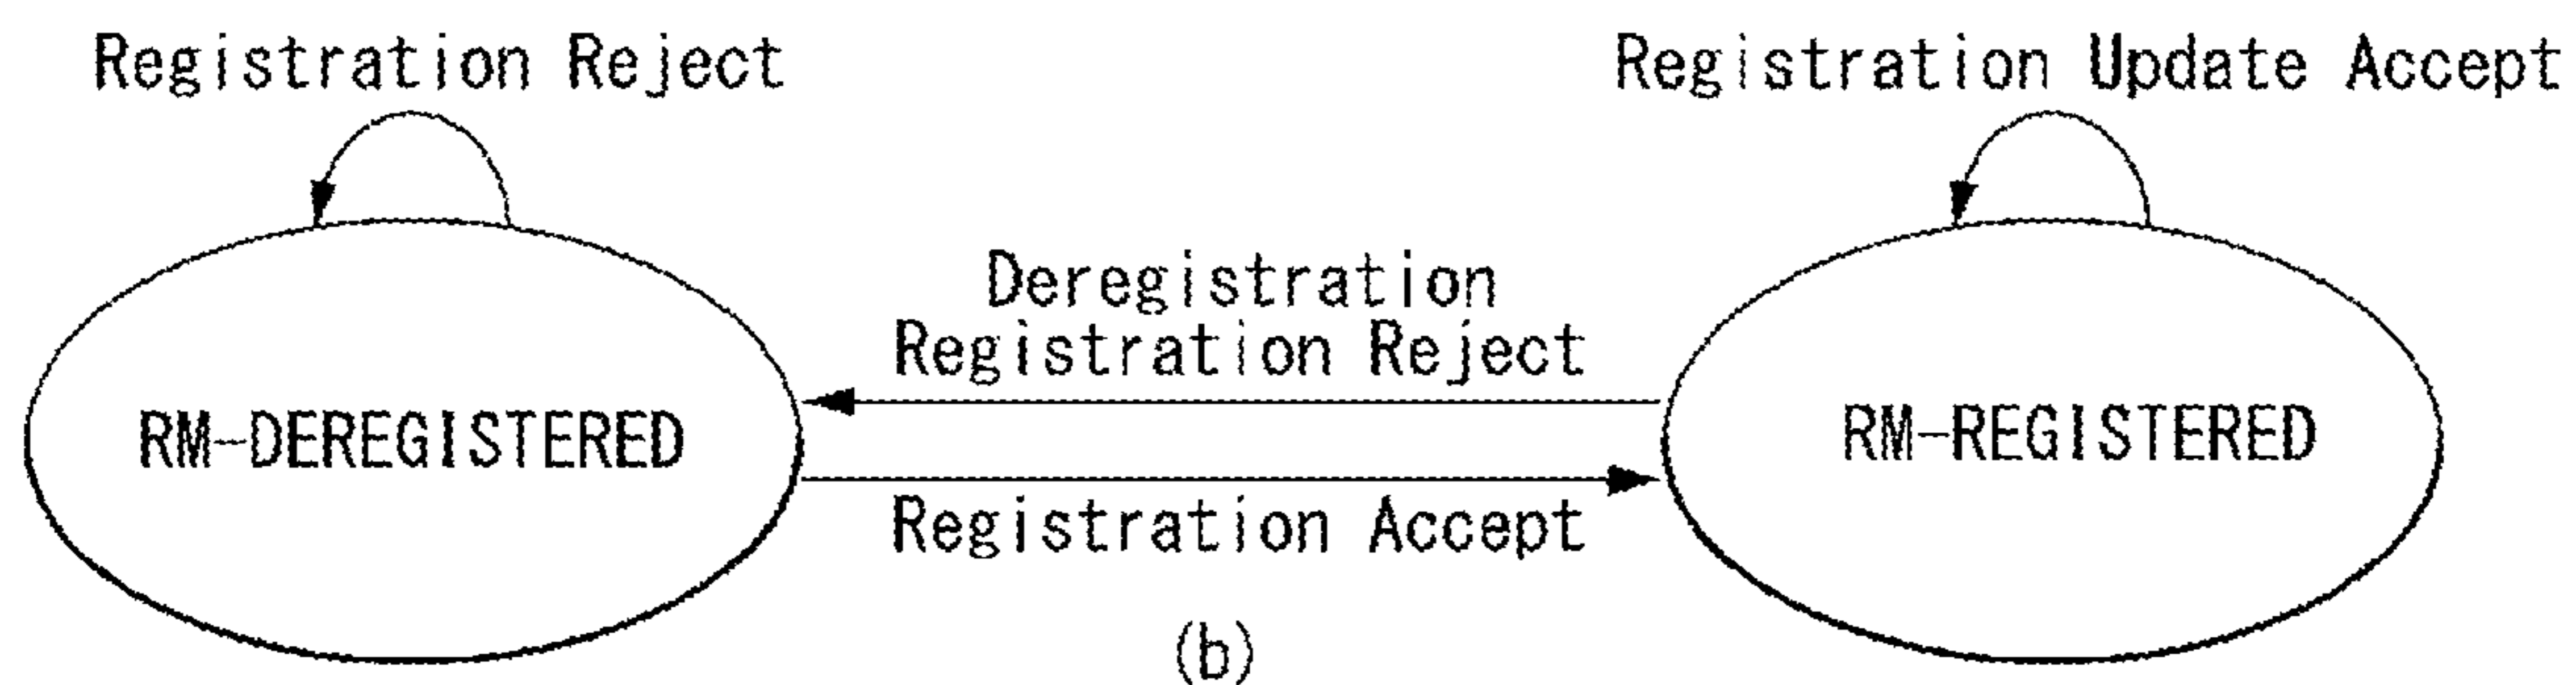 Registration Reject
Registration Update Accept
Deregistration
Registration Reject
RM-DEREGISTERED
RM-REGISTERED
Registration Accept
(b)